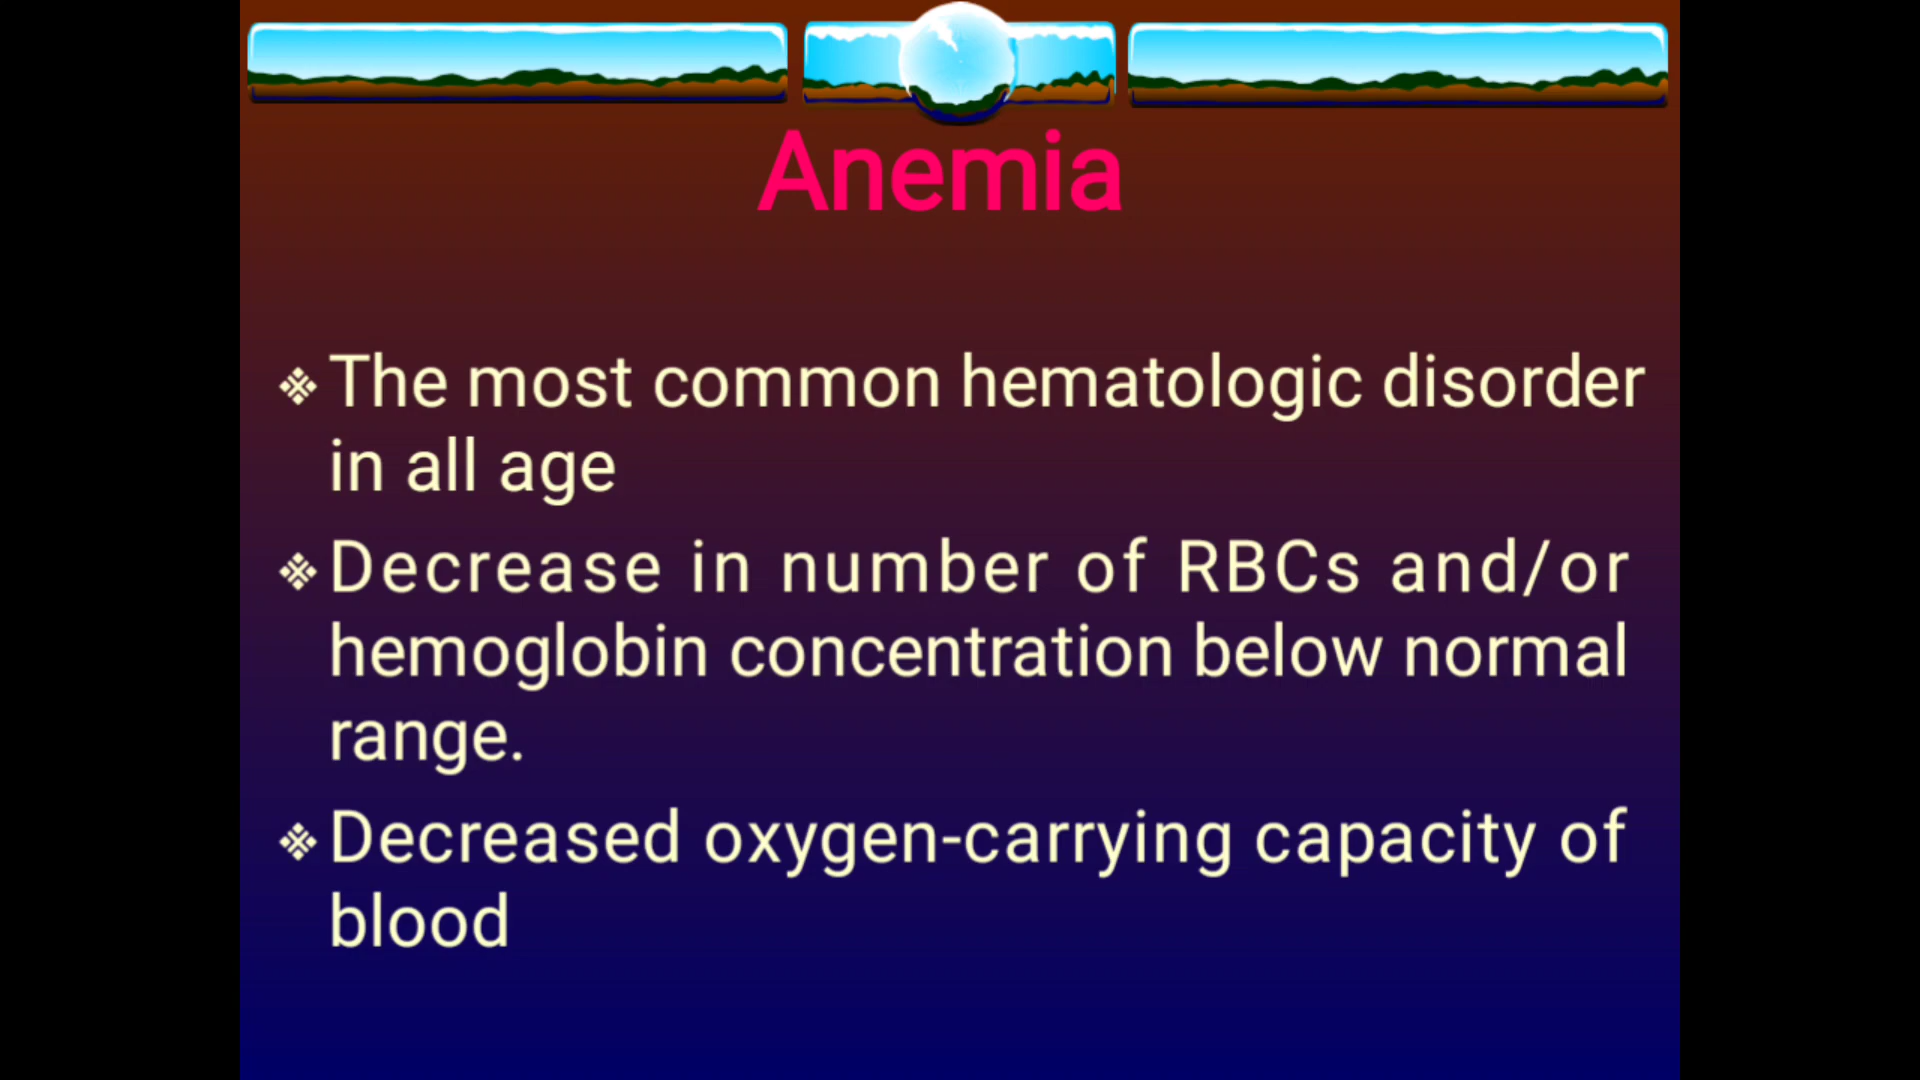 Anemia
❖ The most common hematologic disorder
in all age
❖ Decrease in number of RBCs and/or
hemoglobin concentration below normal
range.
❖ Decreased oxygen-carrying capacity of
blood